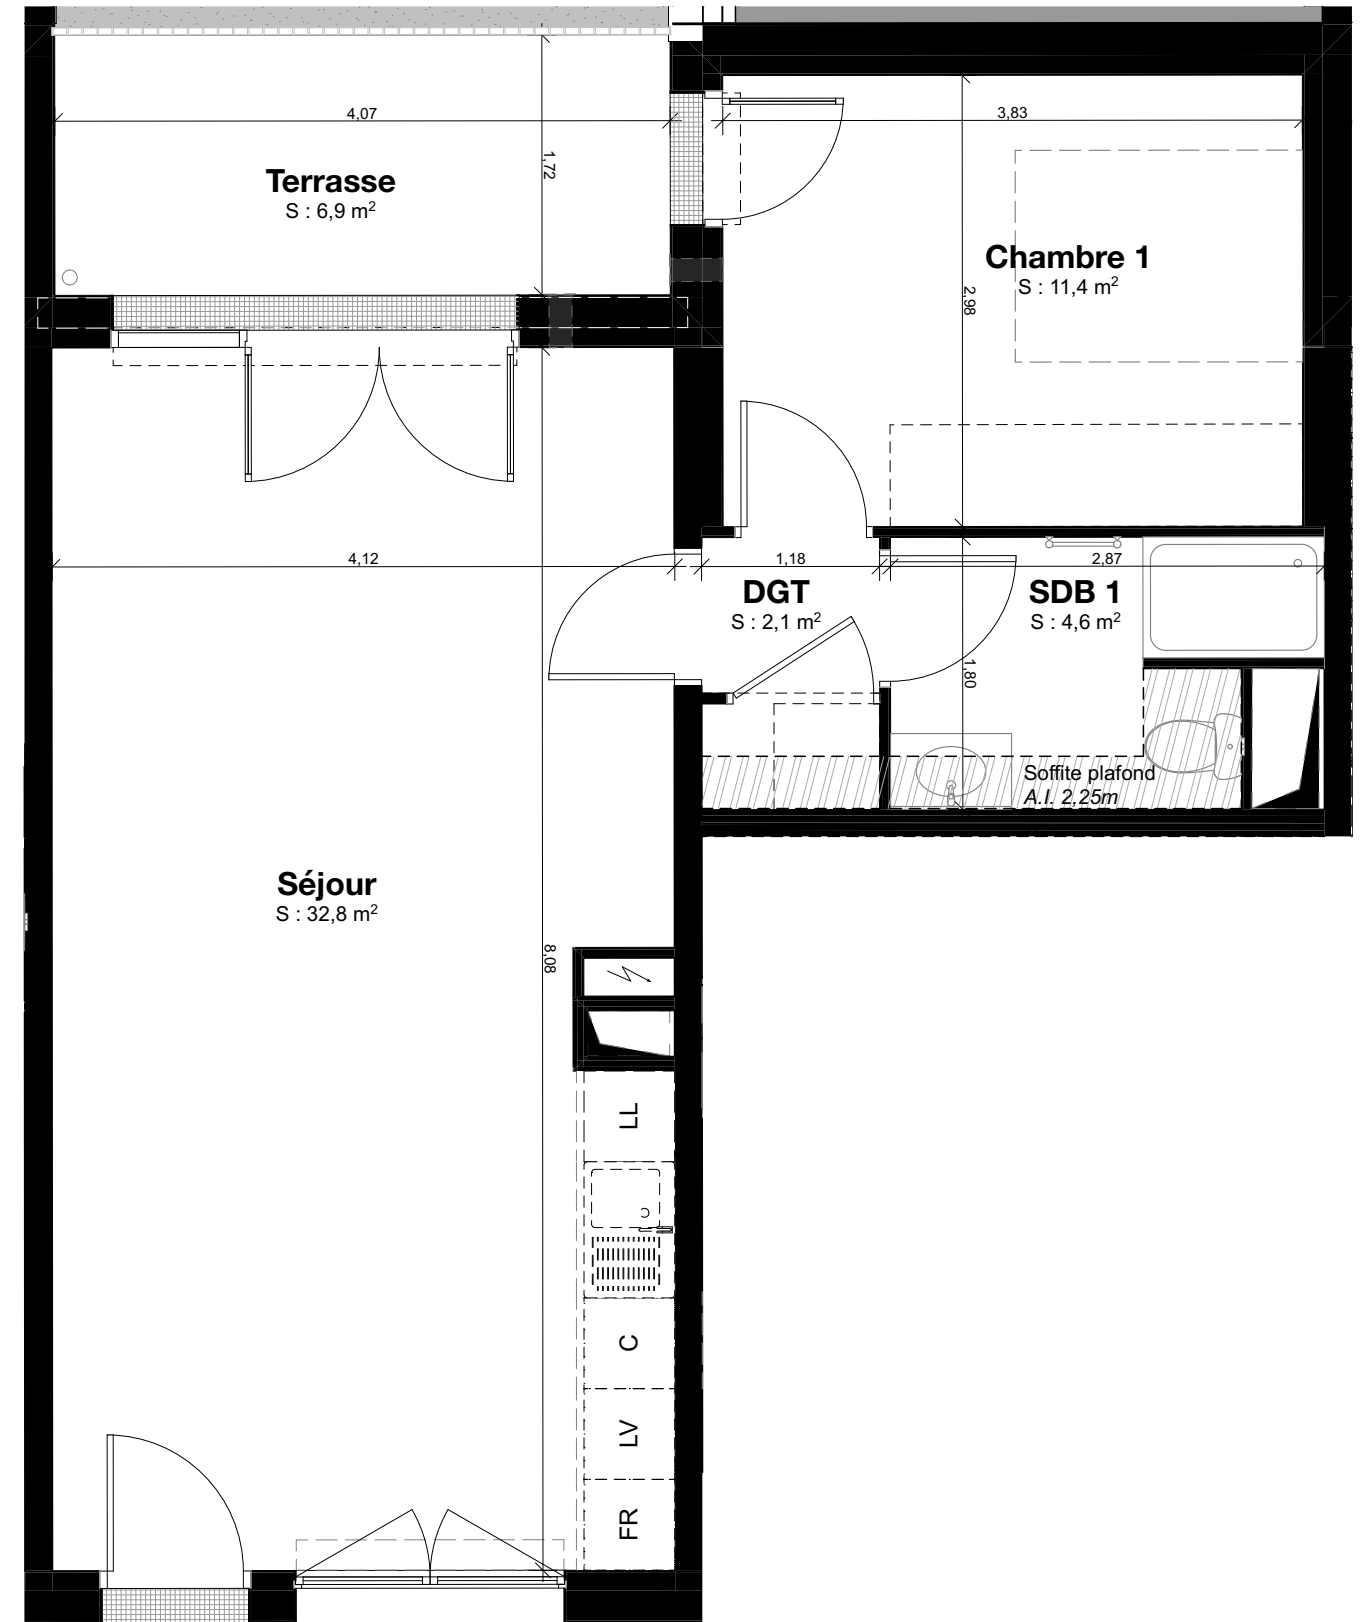 4,07
3,83
1,72
Terrasse
S : 6,9 m²
Chambre 1
S : 11,4 m²
2,98
4,12
1,18
2,87
DGT
S : 2,1 m²
SDB 1
S : 4,6 m²
1,80
Soffite plafond
A.I. 2,25m
Séjour
S : 32,8 m²
8,08
LL
C
LV
FR